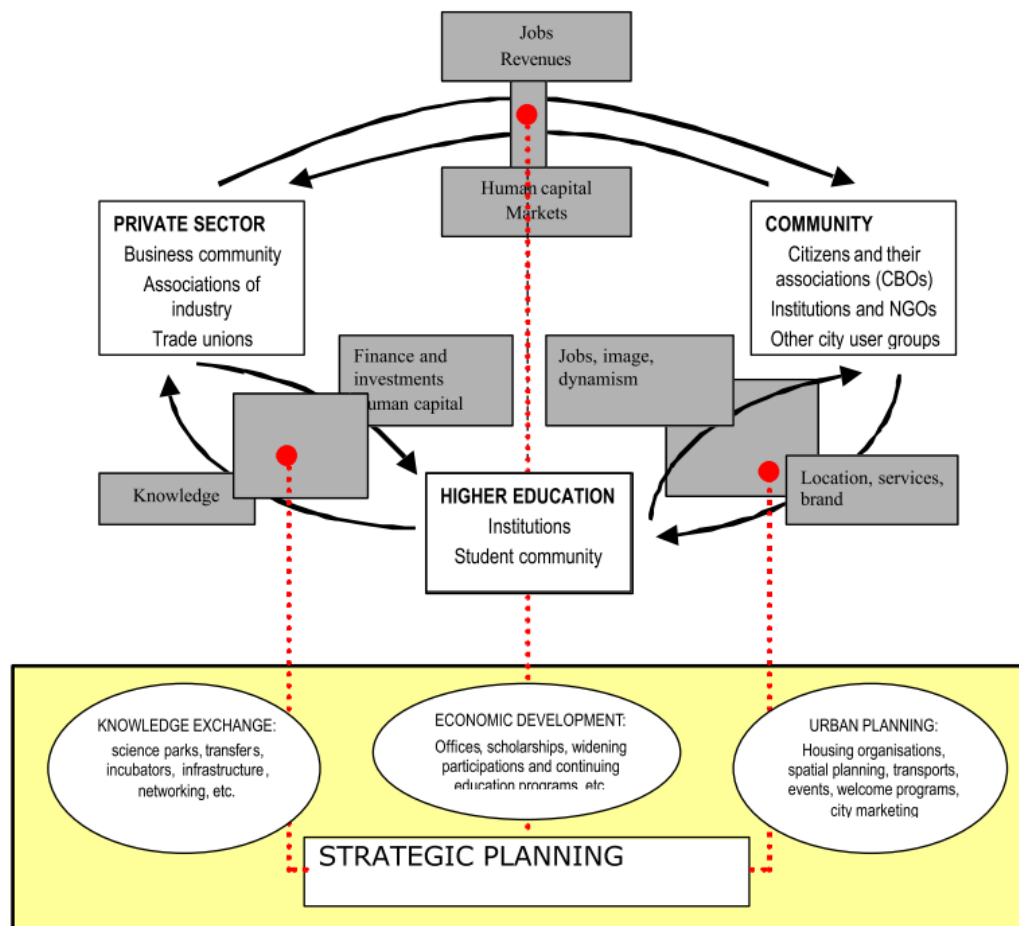 Jobs
Revenues
Human capital
Markets
PRIVATE SECTOR
Business community
Associations of
industry
Trade unions
COMMUNITY
Citizens and their
associations (CBOs)
Institutions and NGOs
Other city user groups
Finance and
investments
Human capital
Jobs, image,
dynamism
Knowledge
Location, services,
brand
HIGHER EDUCATION
Institutions
Student community
KNOWLEDGE EXCHANGE:
science parks, transfers,
incubators, infrastructure,
networking, etc.
ECONOMIC DEVELOPMENT:
Offices, scholarships, widening
participations and continuing
education programs, etc
URBAN PLANNING:
Housing organisations,
spatial planning, transports,
events, welcome programs,
city marketing
STRATEGIC PLANNING